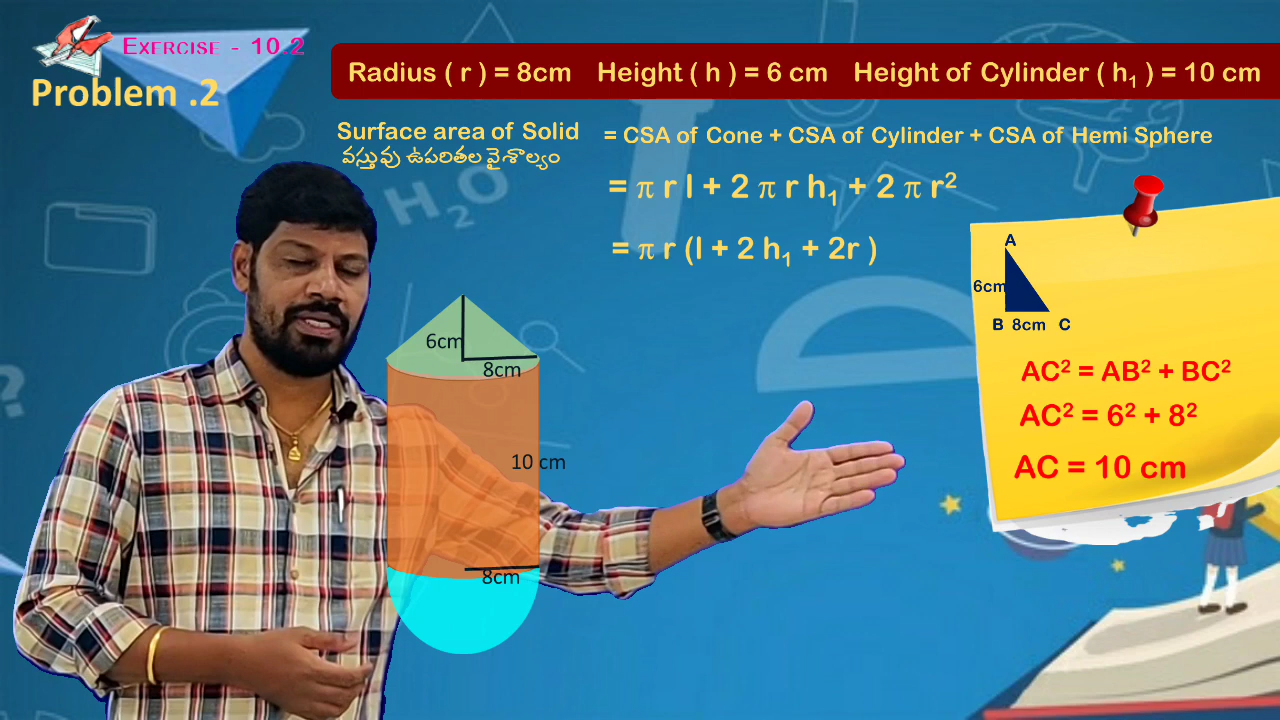 EXERCISE - 10.2
Problem .2
Radius ( r ) = 8cm Height ( h ) = 6 cm Height of Cylinder ( h₁ ) = 10 cm
Surface area of Solid = CSA of Cone + CSA of Cylinder + CSA of Hemi Sphere
వస్తువు ఉపరితల వైశాల్యం
= π r l + 2 π r h₁ + 2 π r²
= π r (l + 2 h₁ + 2r )
H₂O
A
6cm
B 8cm C
AC² = AB² + BC²
AC² = 6² + 8²
AC = 10 cm
6cm
8cm
10 cm
8cm
?